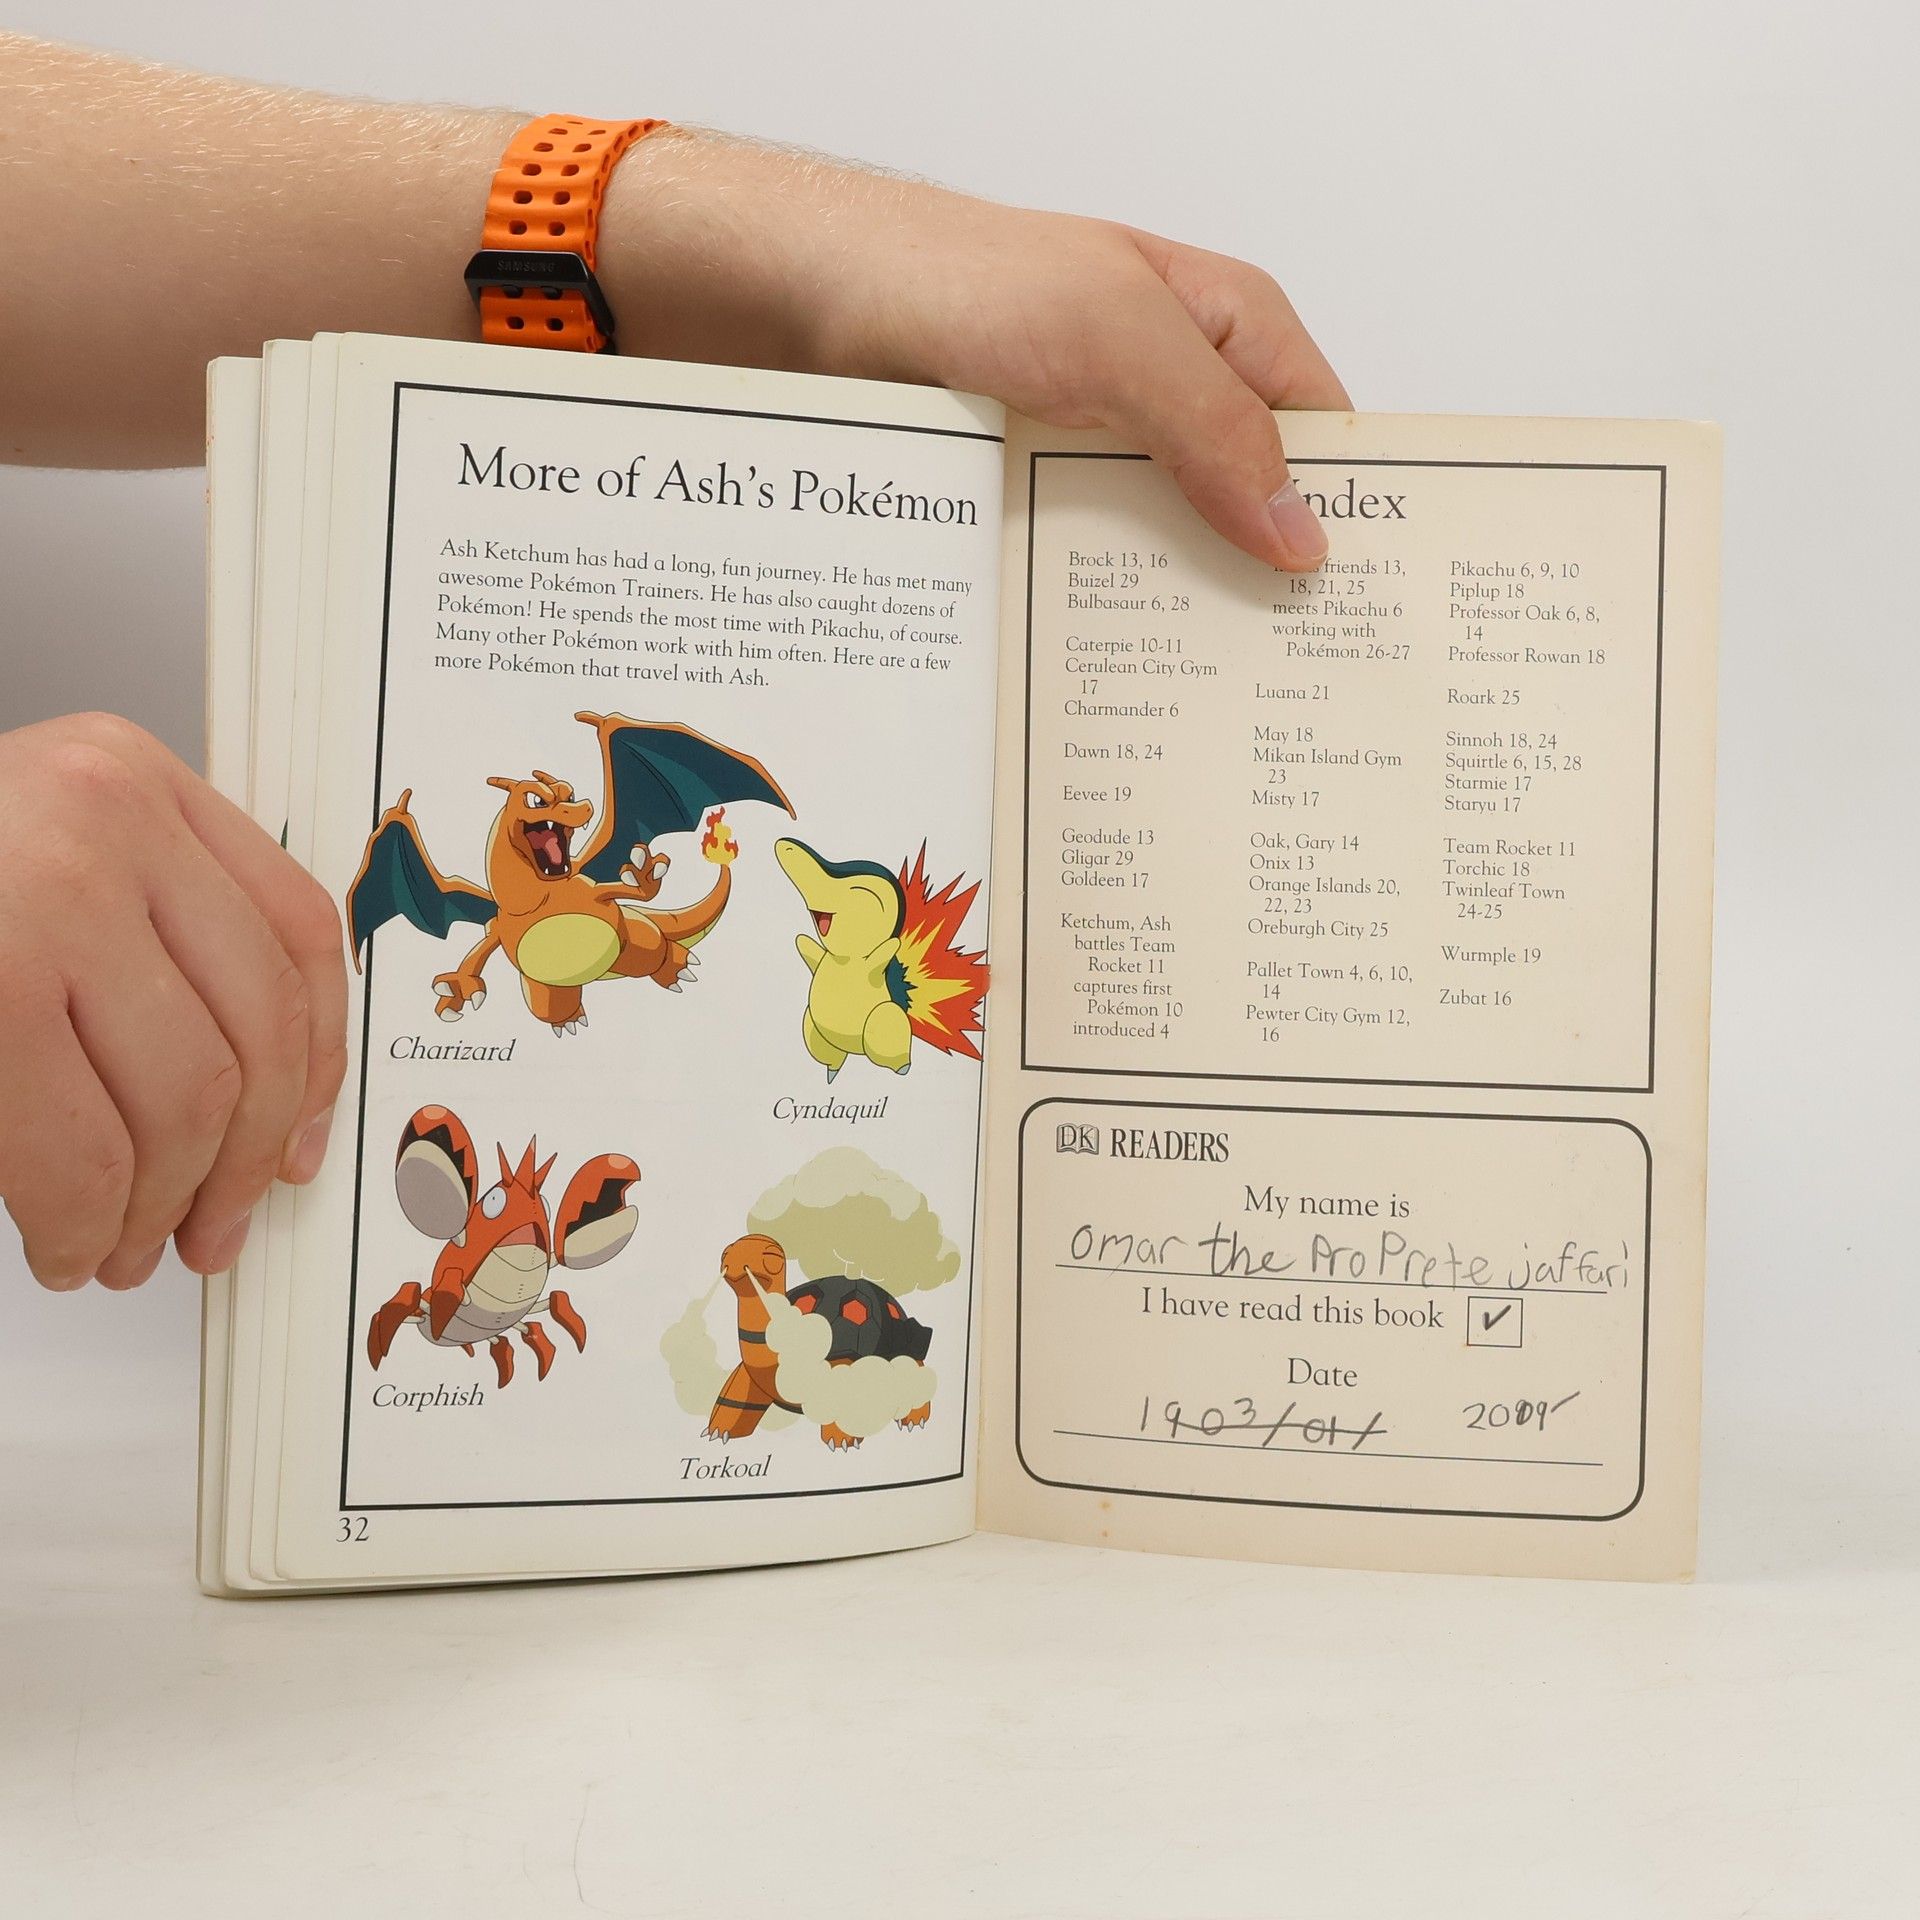 SAMSUNG
More of Ash's Pokémon
Ash Ketchum has had a long, fun journey. He has met many
awesome Pokémon Trainers. He has also caught dozens of
Pokémon! He spends the most time with Pikachu, of course.
Many other Pokémon work with him often. Here are a few
more Pokémon that travel with Ash.
Charizard
Cyndaquil
Corphish
Torkoal
32
ndex
Brock 13, 16
Buizel 29
Bulbasaur 6, 28
Caterpie 10-11
Cerulean City Gym
17
Charmander 6
Dawn 18, 24
Eevee 19
Geodude 13
Gligar 29
Goldeen 17
Ketchum, Ash
battles Team
Rocket 11
captures first
Pokémon 10
introduced 4
friends 13,
18, 21, 25
meets Pikachu 6
working with
Pokémon 26-27
Luana 21
May 18
Mikan Island Gym
23
Misty 17
Oak, Gary 14
Onix 13
Orange Islands 20,
22, 23
Oreburgh City 25
Pallet Town 4, 6, 10,
14
Pewter City Gym 12,
16
Pikachu 6, 9, 10
Piplup 18
Professor Oak 6, 8,
14
Professor Rowan 18
Roark 25
Sinnoh 18, 24
Squirtle 6, 15, 28
Starmie 17
Staryu 17
Team Rocket 11
Torchic 18
Twinleaf Town
24-25
Wurmple 19
Zubat 16
DK READERS
My name is
Omar the Pro Prete jaffari
I have read this book ✓
Date
1903/01/